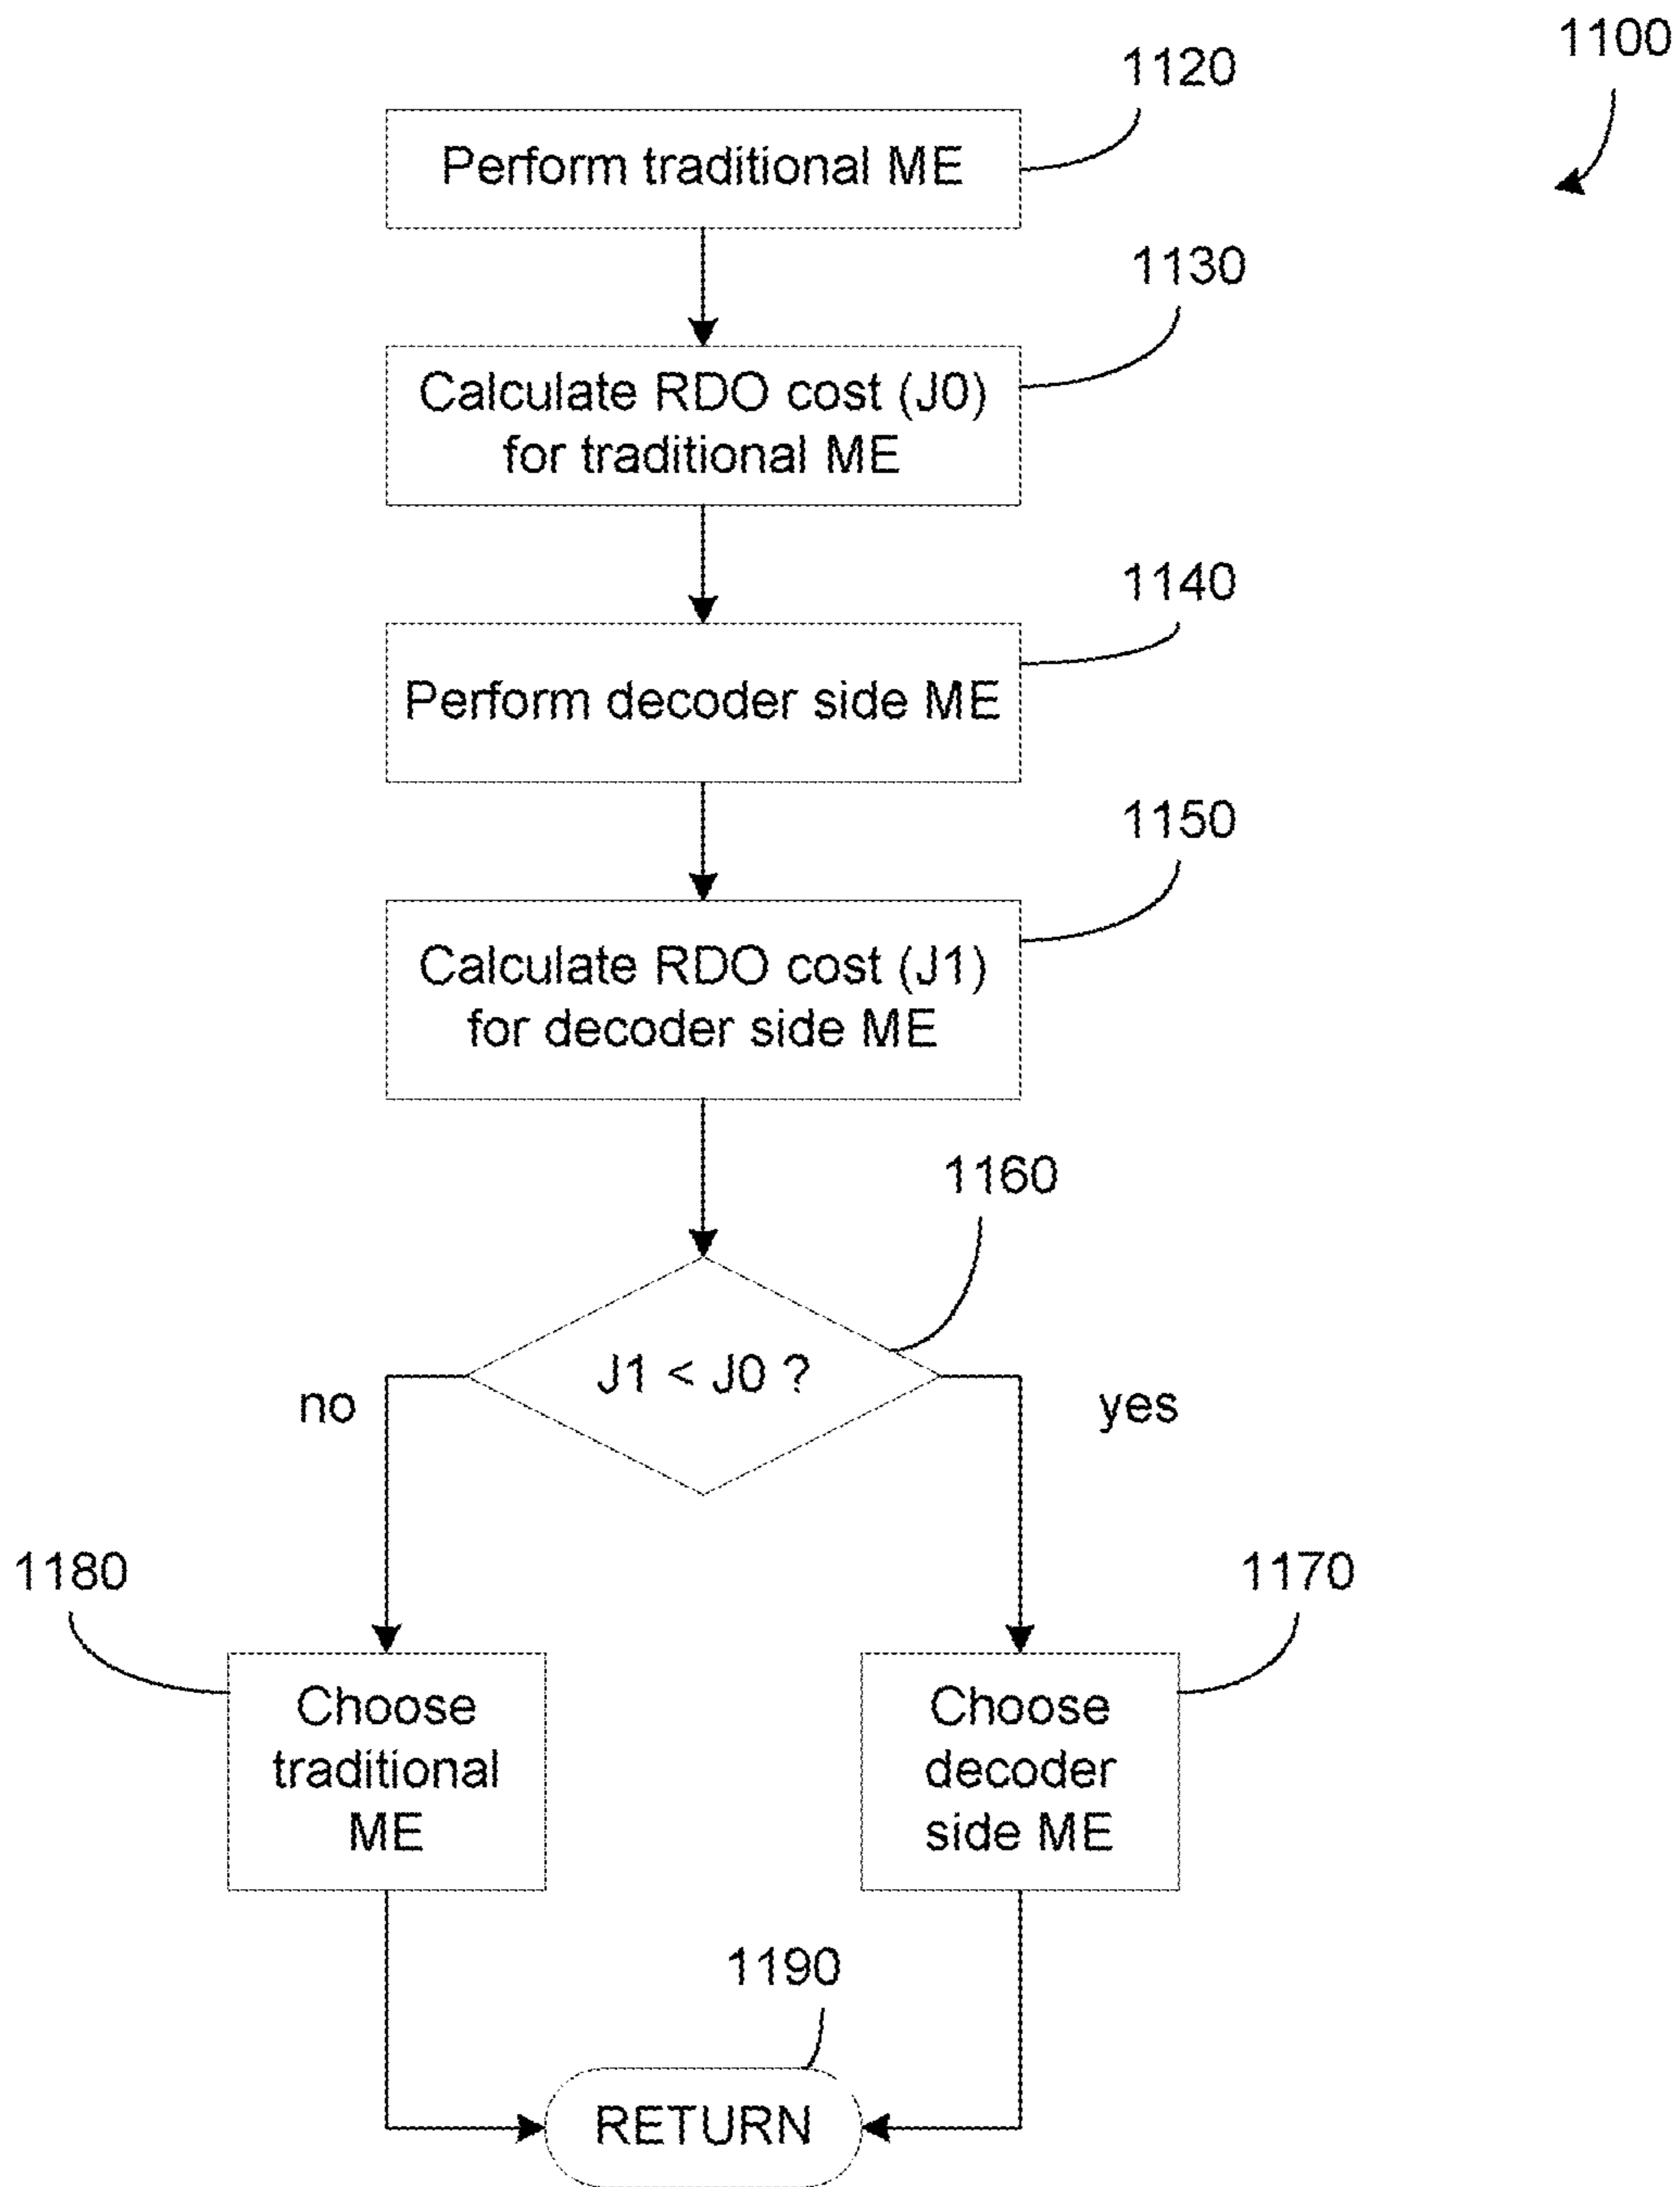 1100
1120
Perform traditional ME
1130
Calculate RDO cost (J0)
for traditional ME
1140
Perform decoder side ME
1150
Calculate RDO cost (J1)
for decoder side ME
1160
J1 < J0 ?
no
yes
1180
1170
Choose
traditional
ME
Choose
decoder
side ME
1190
RETURN